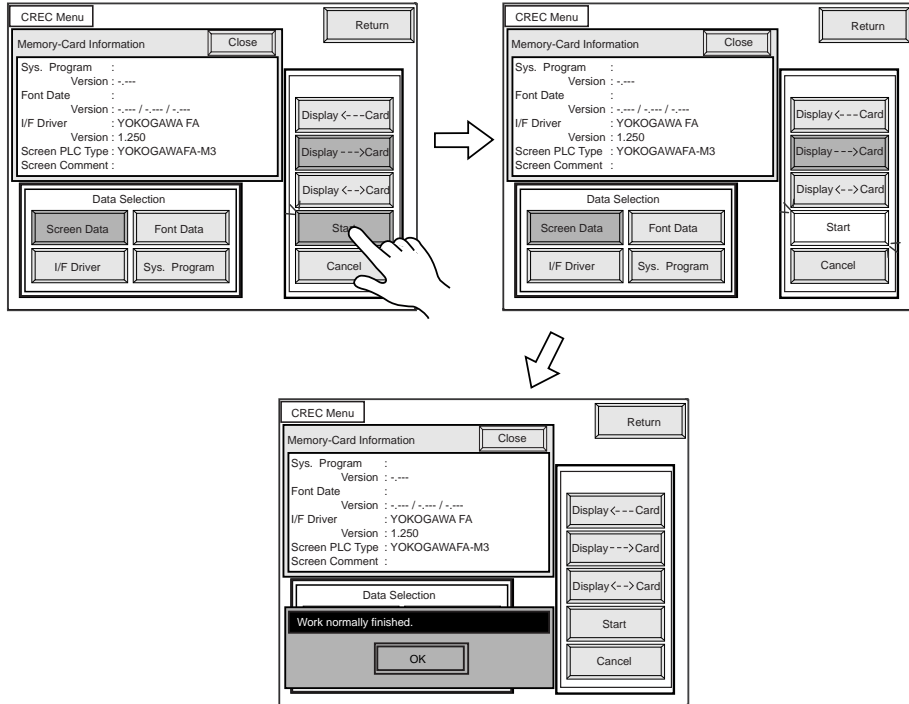 CREC Menu
Return
Memory-Card Information
Close
Sys. Program :
Version : -.---
Font Date :
Version : -.--- / -.--- / -.---
I/F Driver : YOKOGAWA FA
Version : 1.250
Screen PLC Type : YOKOGAWAFA-M3
Screen Comment :
Display<---Card
Display--->Card
Display<-->Card
Start
Cancel
Data Selection
Screen Data
Font Data
I/F Driver
Sys. Program
CREC Menu
Return
Memory-Card Information
Close
Sys. Program :
Version : -.---
Font Date :
Version : -.--- / -.--- / -.---
I/F Driver : YOKOGAWA FA
Version : 1.250
Screen PLC Type : YOKOGAWAFA-M3
Screen Comment :
Display<---Card
Display--->Card
Display<-->Card
Start
Cancel
Data Selection
Screen Data
Font Data
I/F Driver
Sys. Program
CREC Menu
Return
Memory-Card Information
Close
Sys. Program :
Version : -.---
Font Date :
Version : -.--- / -.--- / -.---
I/F Driver : YOKOGAWA FA
Version : 1.250
Screen PLC Type : YOKOGAWAFA-M3
Screen Comment :
Display<---Card
Display--->Card
Display<-->Card
Start
Cancel
Data Selection
Work normally finished.
OK